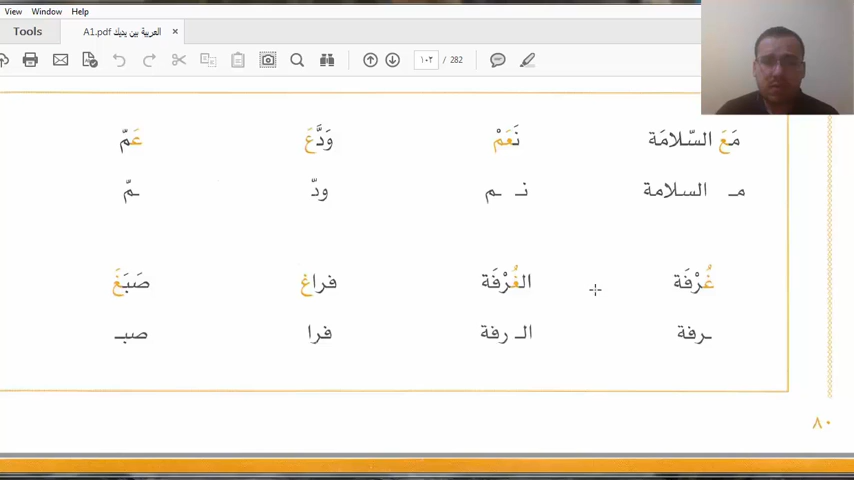 View Window Help
Tools العربية بين يديك A1.pdf ×
١٠٢ / 282
مَعَ السّلامَة نَعَمْ وَدَّعَ عَمّ
مـ السلامة نـ ـم ودّ ـمّ
غُرْفَة الغُرْفَة فراغ صَبَغَ
ـرفة الـ رفة فرا صبـ
٨٠